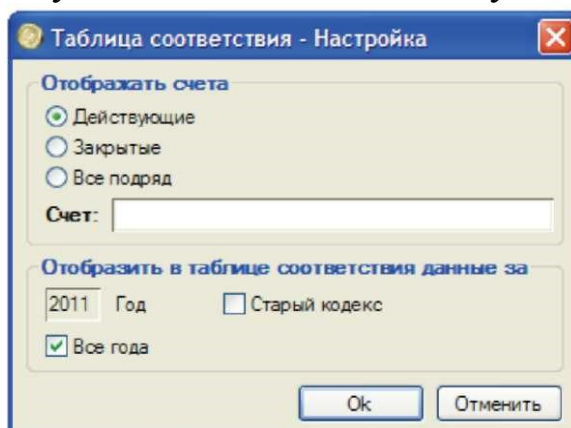 Таблица соответствия - Настройка
Отображать счета
Действующие
Закрытые
Все подряд
Счет:
Отобразить в таблице соответствия данные за
2011 Год Старый кодекс
Все года
Ok Отменить